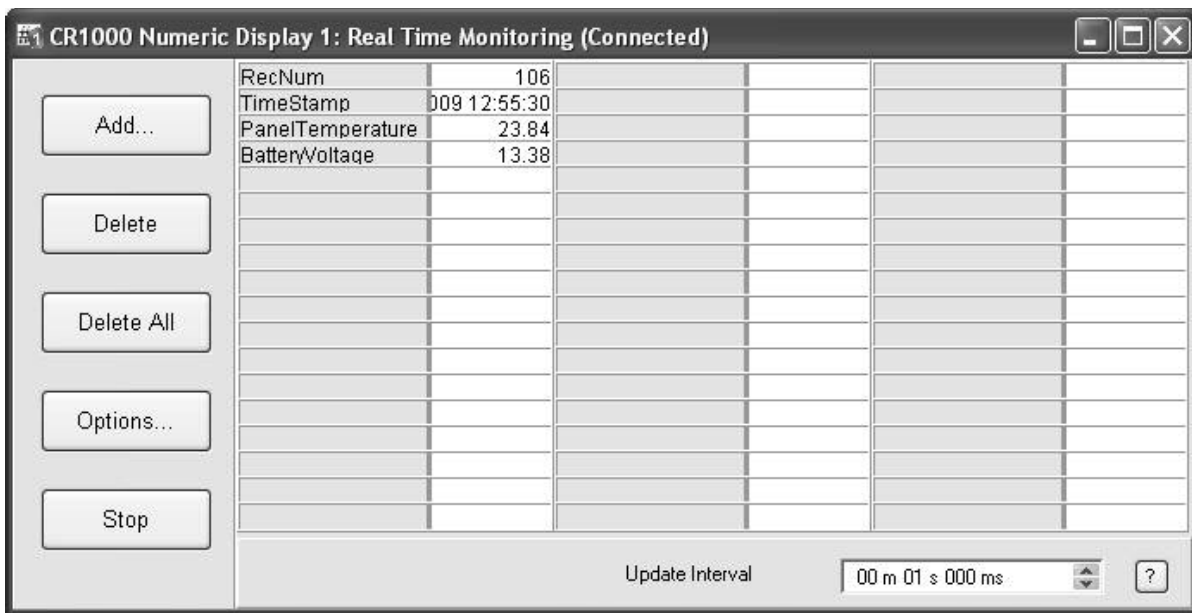 CR1000 Numeric Display 1: Real Time Monitoring (Connected)
Add...
Delete
Delete All
Options...
Stop
RecNum 106
TimeStamp 009 12:55:30
PanelTemperature 23.84
BatteryVoltage 13.38
Update Interval 00 m 01 s 000 ms
?